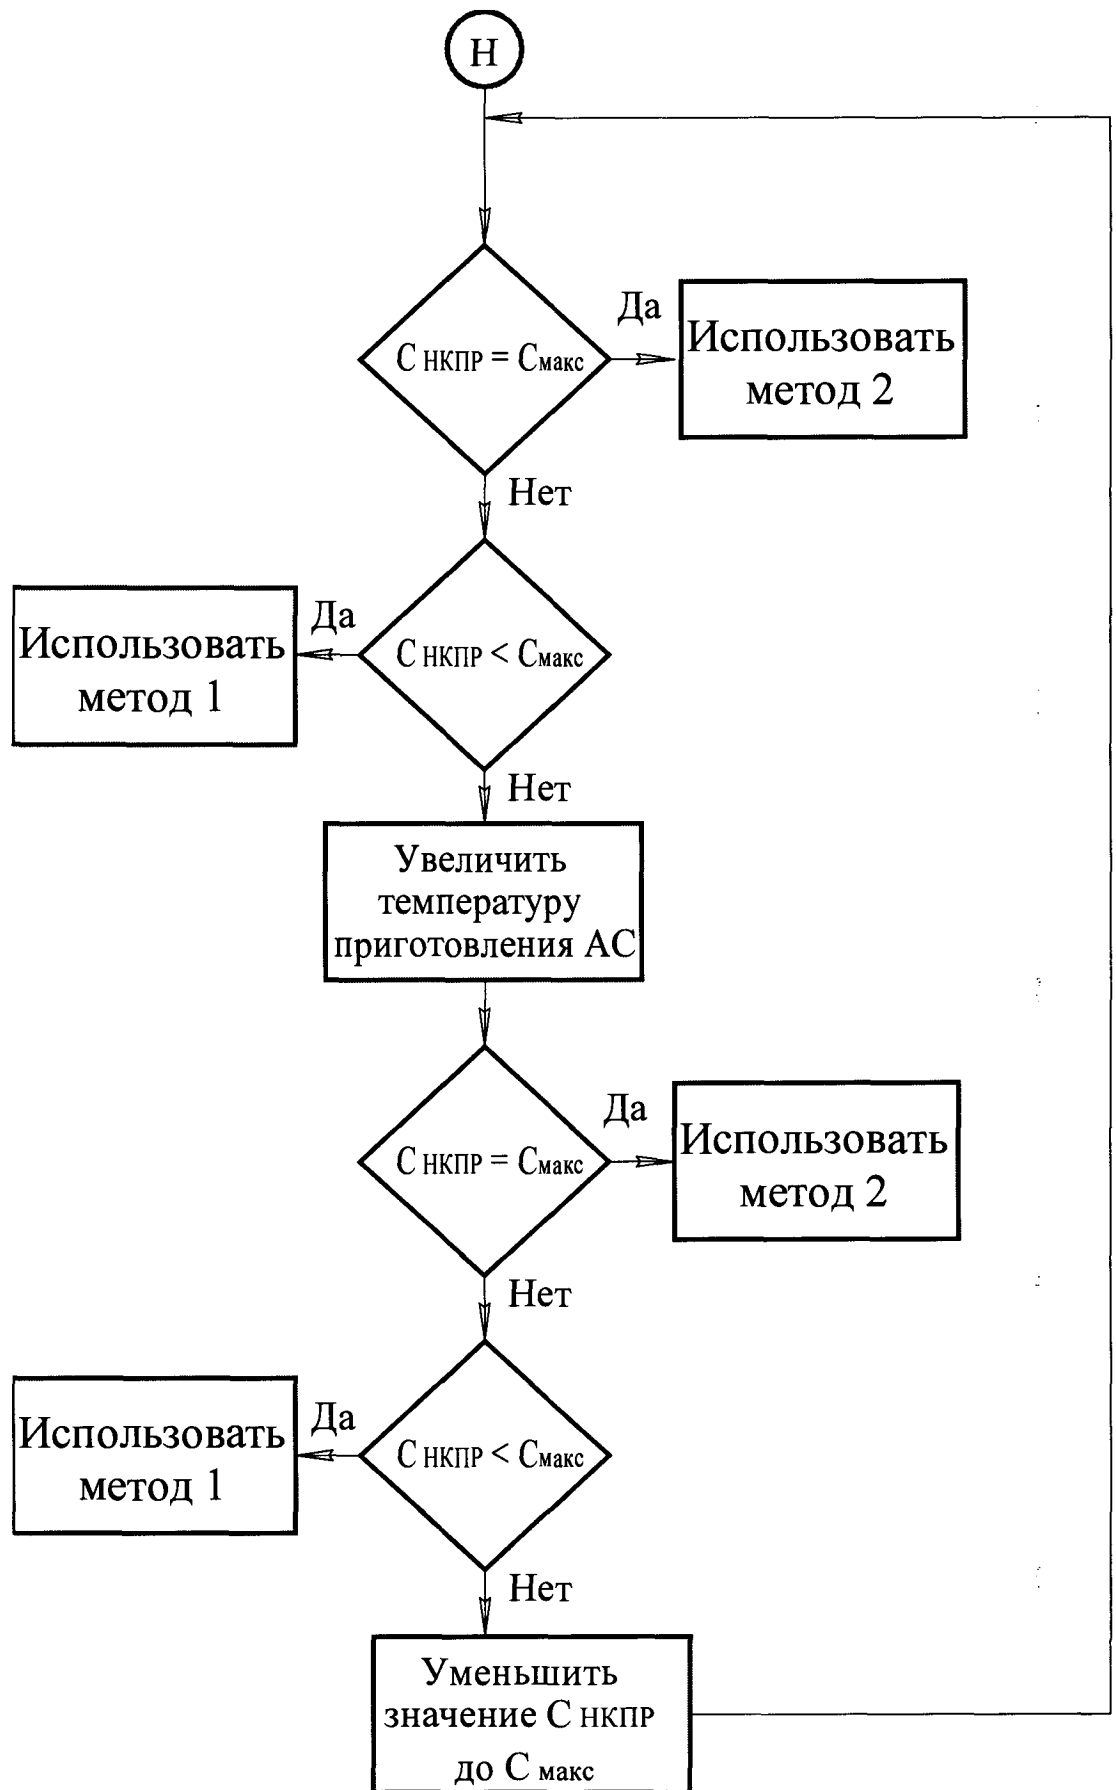 Н
Да
С НКПР = Смакс
Использовать
метод 2
Нет
Да
С НКПР < Смакс
Использовать
метод 1
Нет
Увеличить
температуру
приготовления АС
Да
С НКПР = Смакс
Использовать
метод 2
Нет
Да
С НКПР < Смакс
Использовать
метод 1
Нет
Уменьшить
значение С НКПР
до С макс